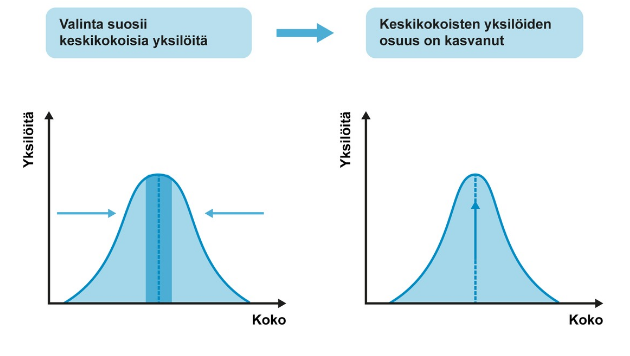 Valinta suosii
keskikokoisia yksilöitä
Keskikokoisten yksilöiden
osuus on kasvanut
Yksilöitä
Koko
Yksilöitä
Koko